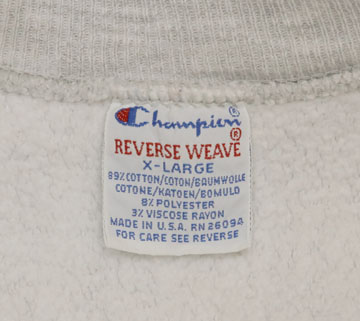 Champion®
REVERSE WEAVE®
X-LARGE
89% COTTON/COTON/BAUMWOLLE
COTONE/KATOEN/BOMULD
8% POLYESTER
3% VISCOSE RAYON
MADE IN U.S.A. RN 26094
FOR CARE SEE REVERSE